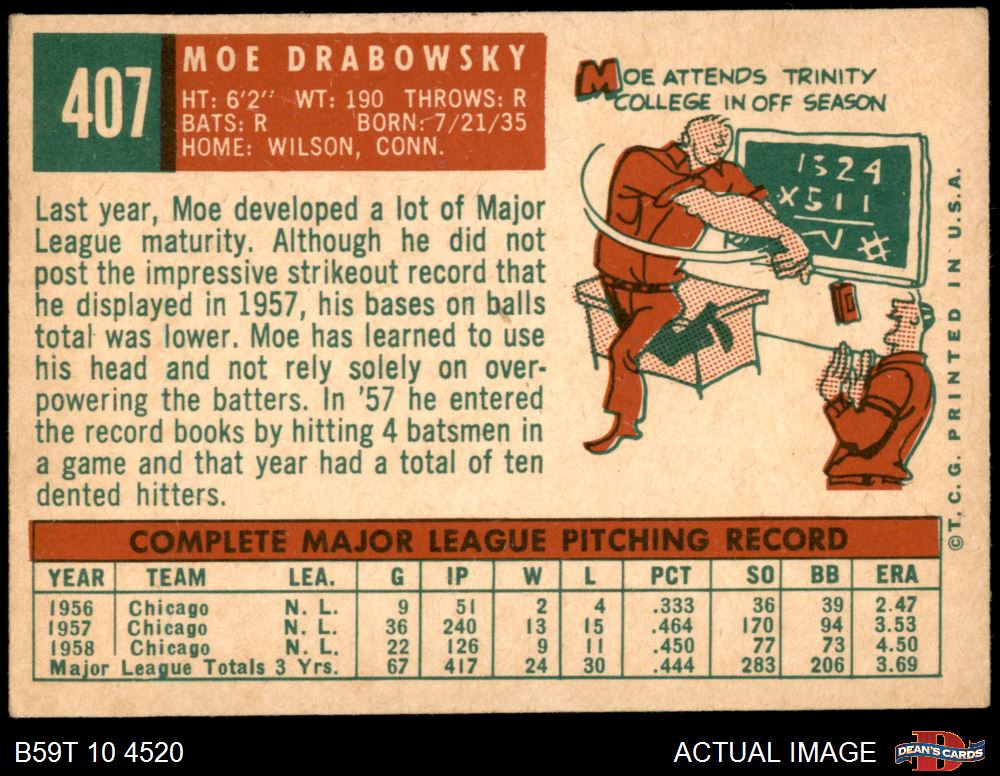 407
MOE DRABOWSKY
HT: 6'2" WT: 190 THROWS: R
BATS: R BORN: 7/21/35
HOME: WILSON, CONN.
MOE ATTENDS TRINITY
COLLEGE IN OFF SEASON
1324
x511
Last year, Moe developed a lot of Major
League maturity. Although he did not
post the impressive strikeout record that
he displayed in 1957, his bases on balls
total was lower. Moe has learned to use
his head and not rely solely on over-
powering the batters. In '57 he entered
the record books by hitting 4 batsmen in
a game and that year had a total of ten
dented hitters.
©T. C. G. PRINTED IN U.S.A.
COMPLETE MAJOR LEAGUE PITCHING RECORD
YEAR TEAM LEA. G IP W L PCT SO BB ERA
1956 Chicago N. L. 9 51 2 4 .333 36 39 2.47
1957 Chicago N. L. 36 240 13 15 .464 170 94 3.53
1958 Chicago N. L. 22 126 9 11 .450 77 73 4.50
Major League Totals 3 Yrs. 67 417 24 30 .444 283 206 3.69
B59T 10 4520
ACTUAL IMAGE
DEAN'S CARDS